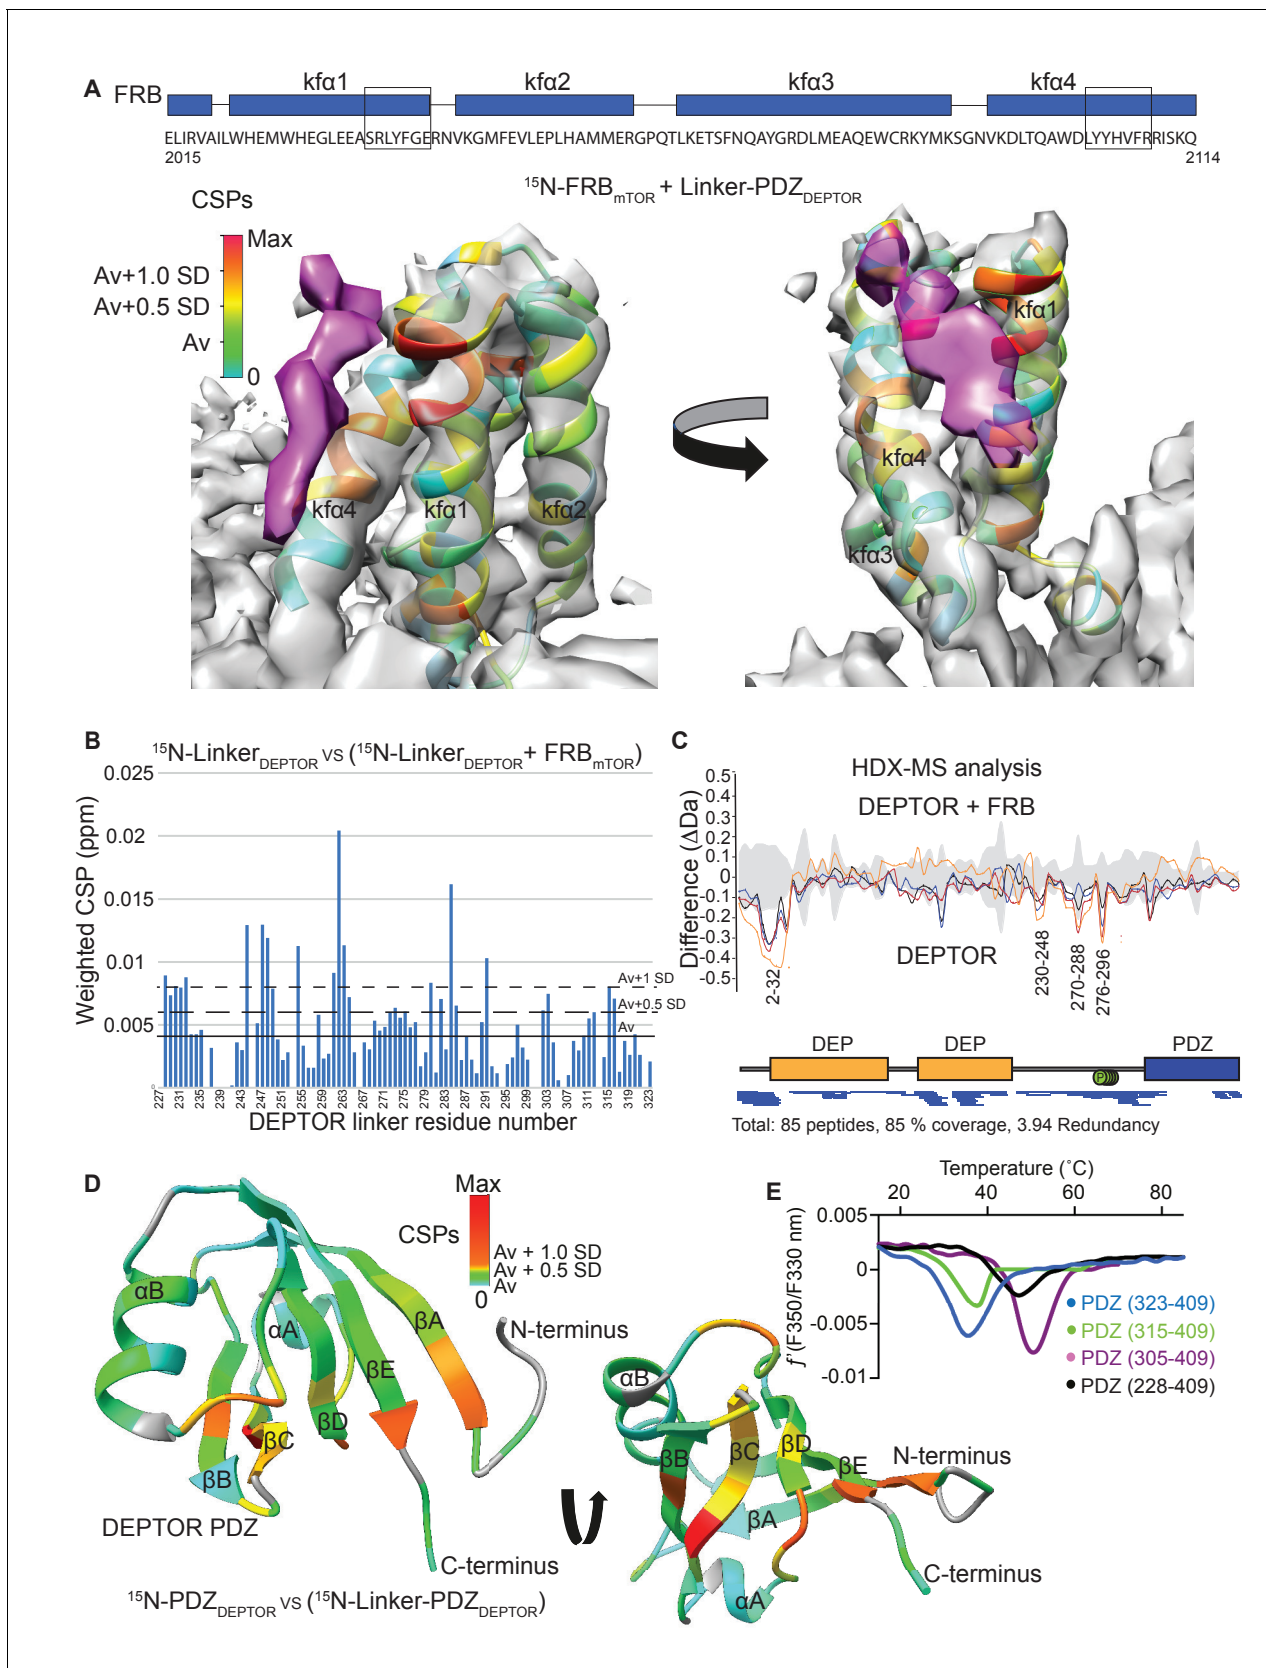 A
FRB
kfα1
kfα2
kfα3
kfα4
ELIRVAILWHEMWHEGLEEASRLYFGERNVKGMFEVLEPLHAMMERGPQTLKETSFNQAYGRDLMEAQEWCRKYMKSGNVKDLTQAWDLYYHVFRRISKQ
2015
2114
15N-FRBmTOR + Linker-PDZDEPTOR
CSPs
Max
Av+1.0 SD
Av+0.5 SD
Av
0
kfα4
kfα1
kfα2
kfα1
kfα4
kfα3
B
15N-LinkerDEPTOR VS (15N-LinkerDEPTOR + FRBmTOR)
Weighted CSP (ppm)
0.025
0.02
0.015
0.01
0.005
0
Av+1 SD
Av+0.5 SD
Av
227 231 235 239 243 247 251 255 259 263 267 271 275 279 283 287 291 295 299 303 307 311 315 319 323
DEPTOR linker residue number
C
HDX-MS analysis
DEPTOR + FRB
Difference (ΔDa)
0.5
0.4
0.3
0.2
0.1
0
-0.1
-0.2
-0.3
-0.4
-0.5
DEPTOR
2-32
230-248
270-288
276-296
DEP
DEP
PDZ
P
Total: 85 peptides, 85 % coverage, 3.94 Redundancy
D
Max
CSPs
Av + 1.0 SD
Av + 0.5 SD
Av
0
αB
αA
βA
βE
βD
βC
βB
N-terminus
C-terminus
DEPTOR PDZ
15N-PDZDEPTOR VS (15N-Linker-PDZDEPTOR)
αB
βB
βC
βD
βE
βA
αA
N-terminus
C-terminus
E
Temperature (˚C)
20 40 60 80
f'(F350/F330 nm)
0.005
0
-0.005
-0.01
PDZ (323-409)
PDZ (315-409)
PDZ (305-409)
PDZ (228-409)